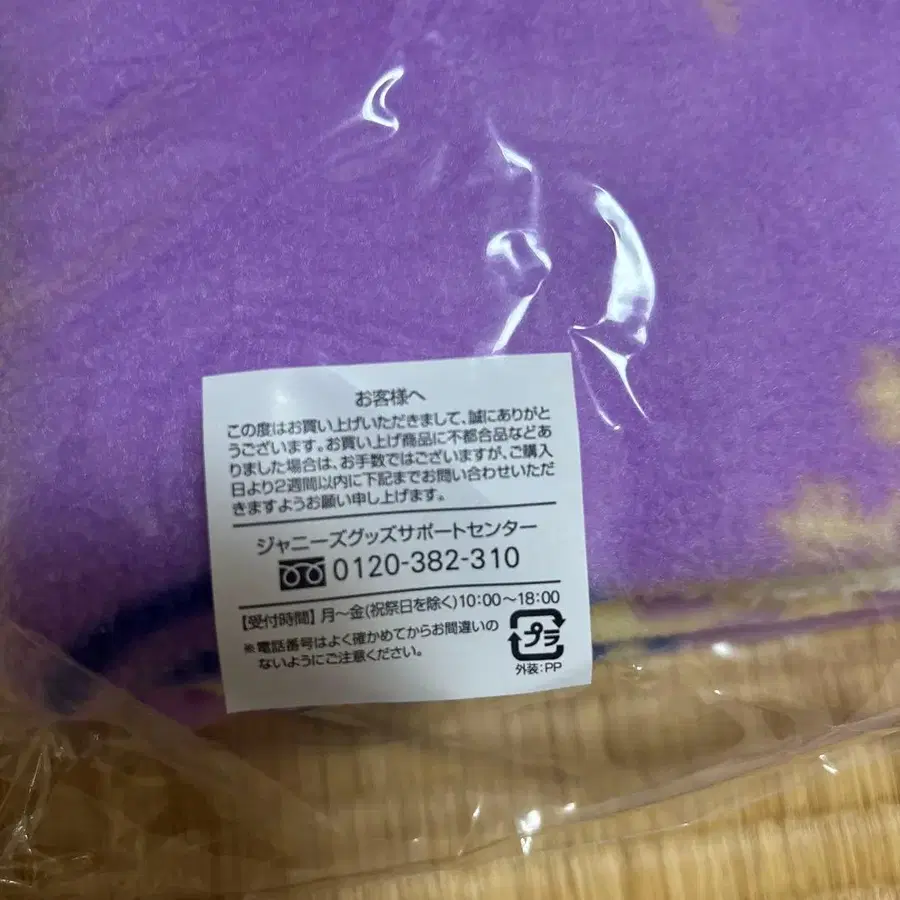 お客様へ
この度はお買い上げいただきまして、誠にありがと
うございます。お買い上げ商品に不都合品などあ
りました場合は、お手数ではございますが、ご購入
日より2週間以内に下記までお問い合わせいただ
きますようお願い申し上げます。
ジャニーズグッズサポートセンター
0120-382-310
【受付時間】月〜金(祝祭日を除く)10:00〜18:00
※電話番号はよく確かめてからお間違いの
ないようにご注意ください。
プラ
外装:PP